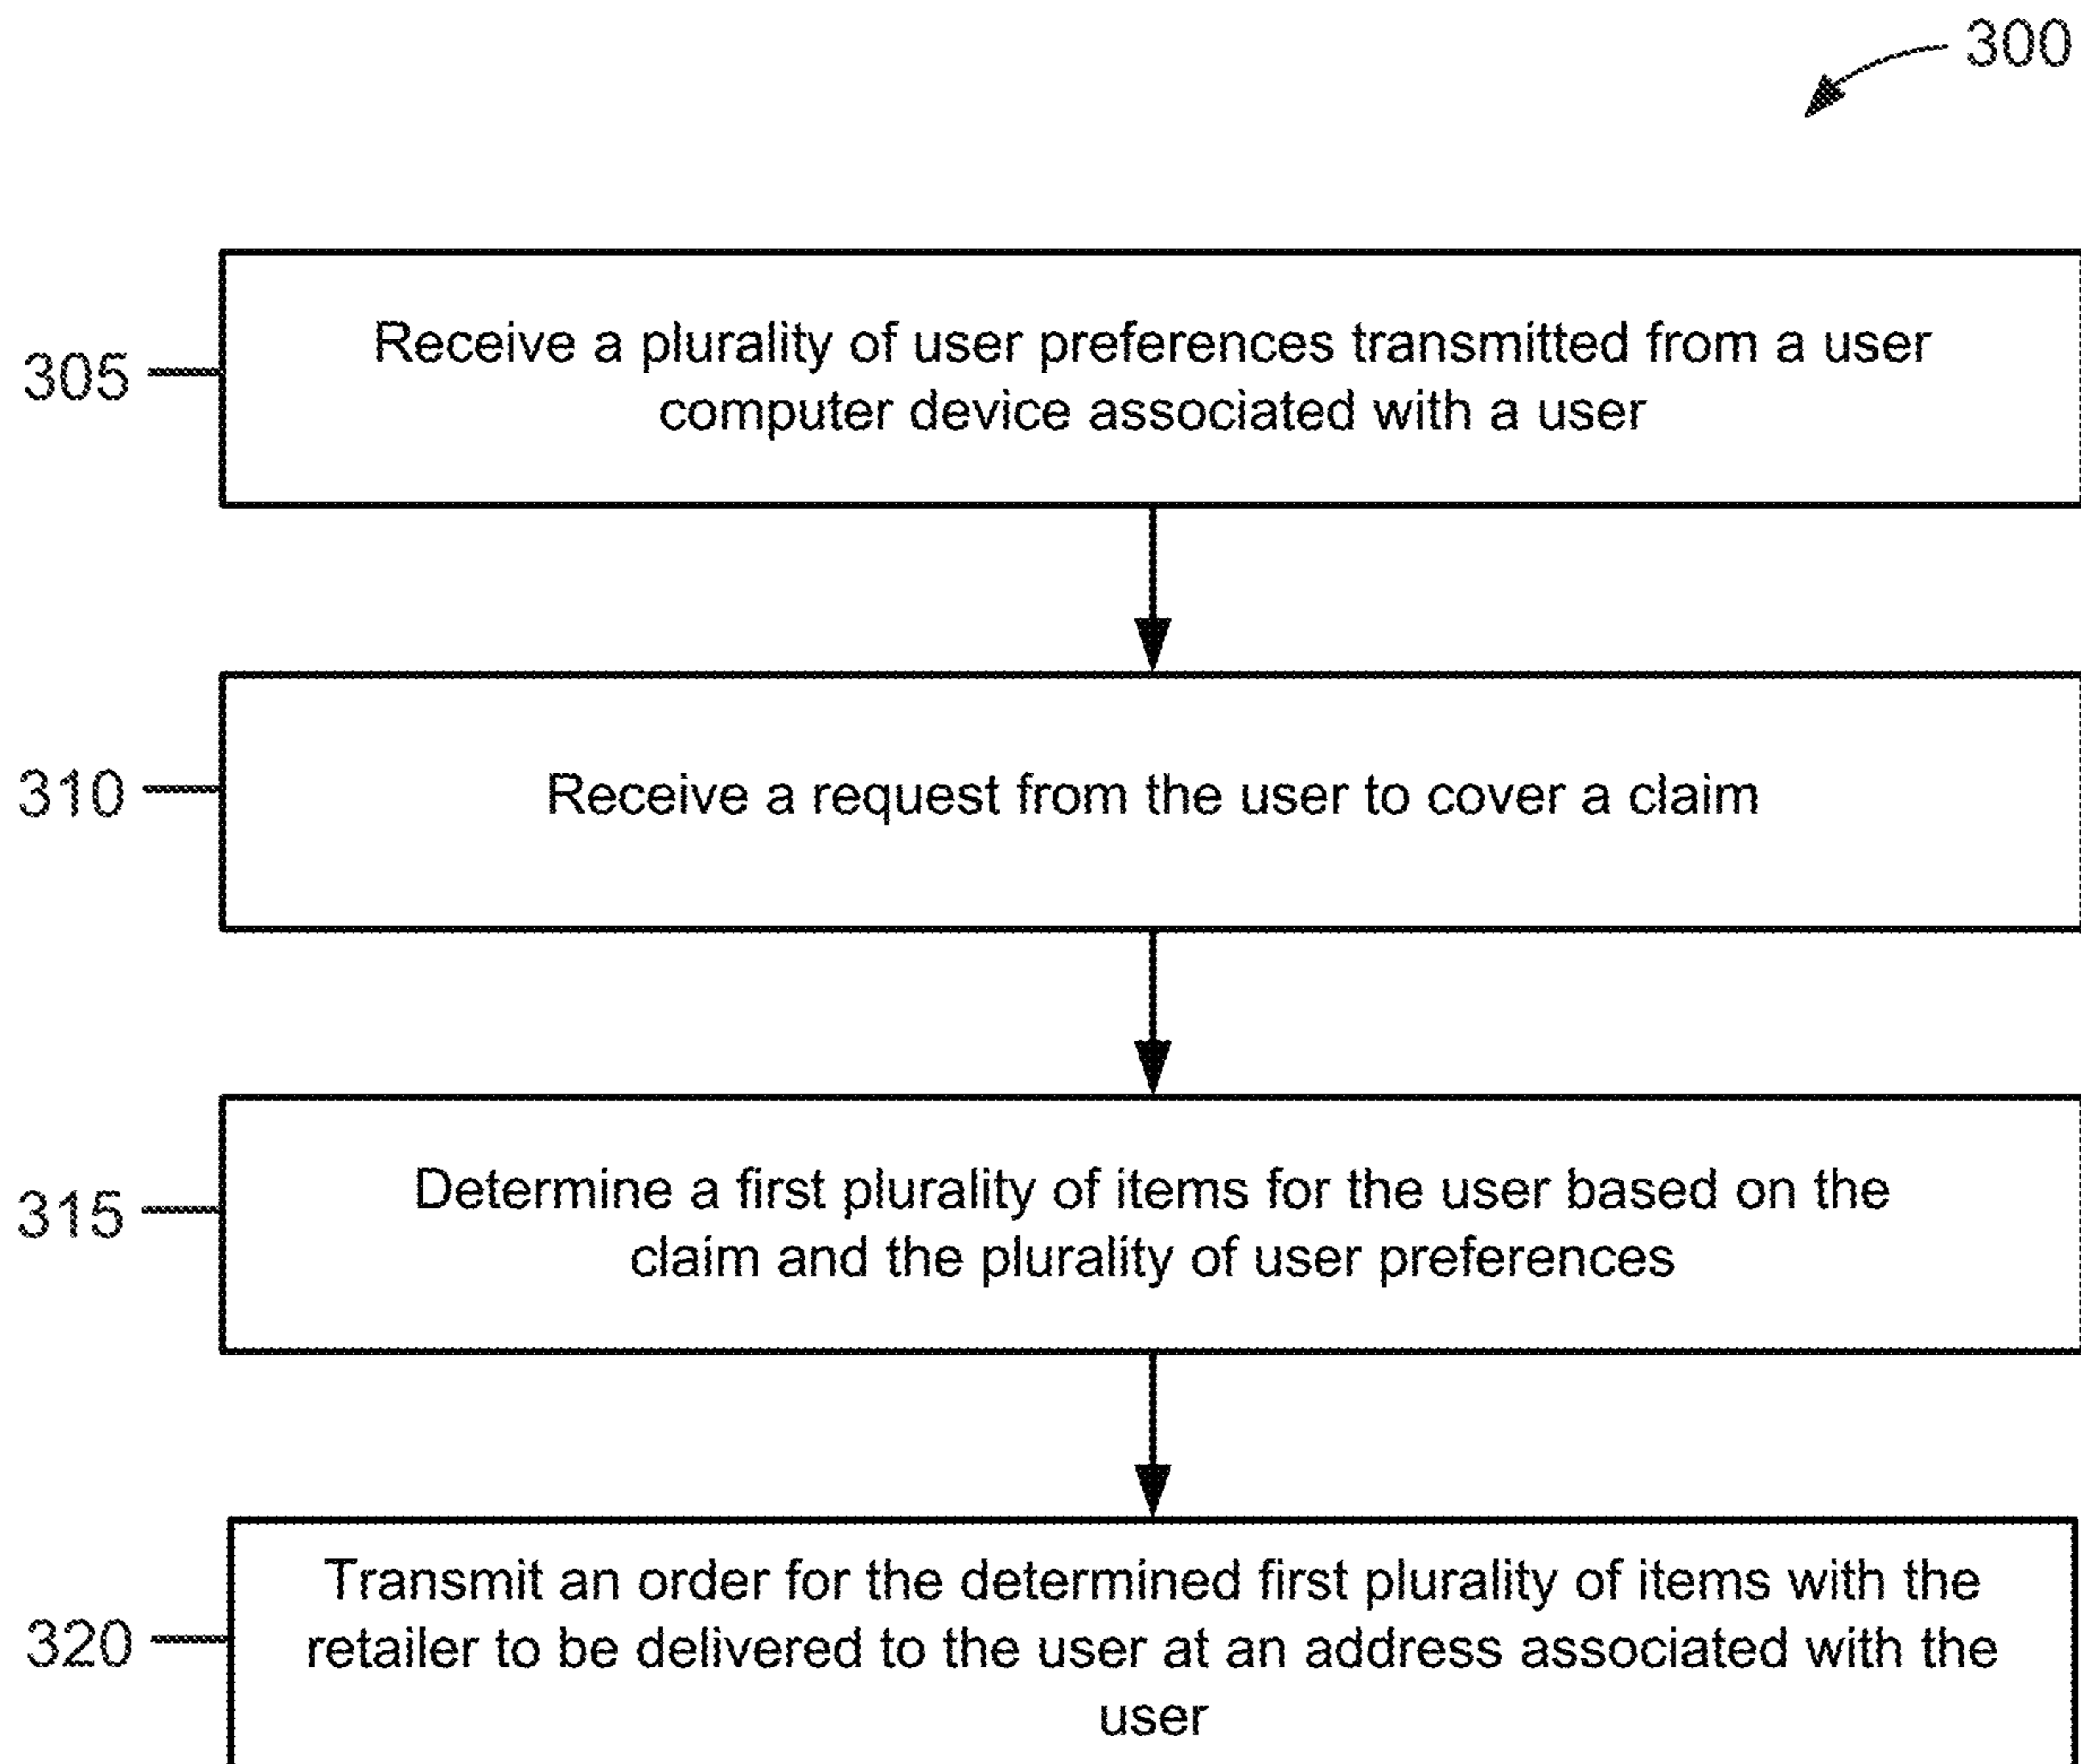 300
305
Receive a plurality of user preferences transmitted from a user
computer device associated with a user
310
Receive a request from the user to cover a claim
315
Determine a first plurality of items for the user based on the
claim and the plurality of user preferences
320
Transmit an order for the determined first plurality of items with the
retailer to be delivered to the user at an address associated with the
user